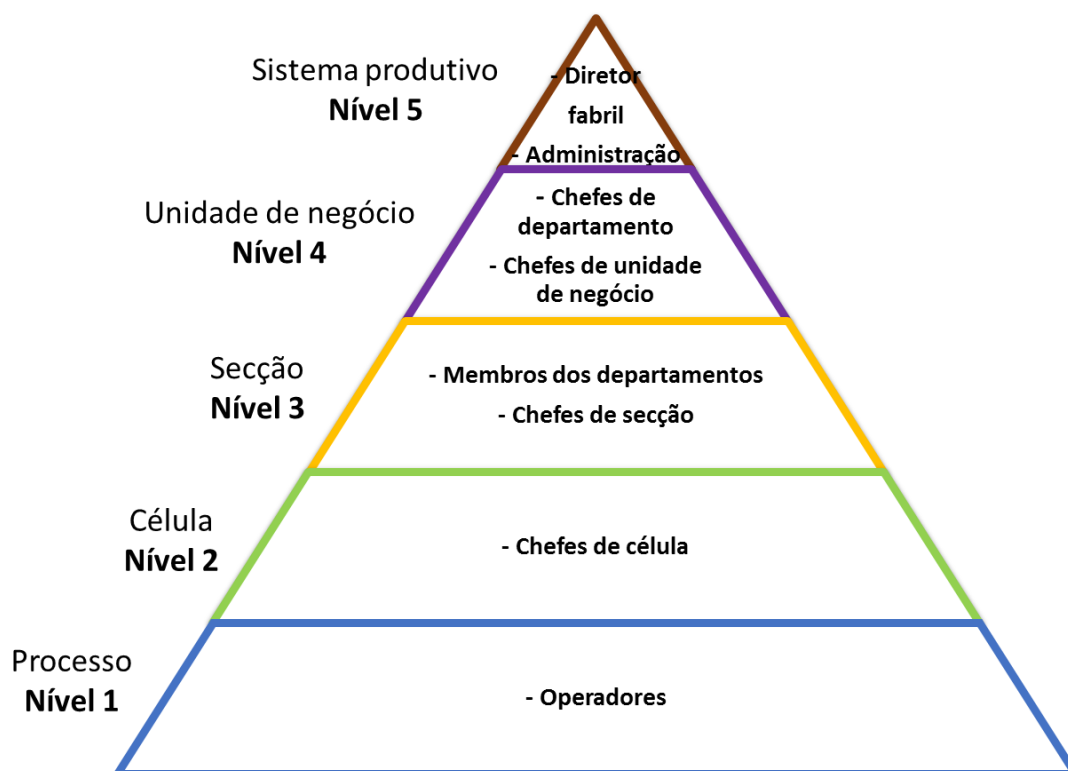 Sistema produtivo
Nível 5
- Diretor
fabril
- Administração
Unidade de negócio
Nível 4
- Chefes de
departamento
- Chefes de unidade
de negócio
Secção
Nível 3
- Membros dos departamentos
- Chefes de secção
Célula
Nível 2
- Chefes de célula
Processo
Nível 1
- Operadores